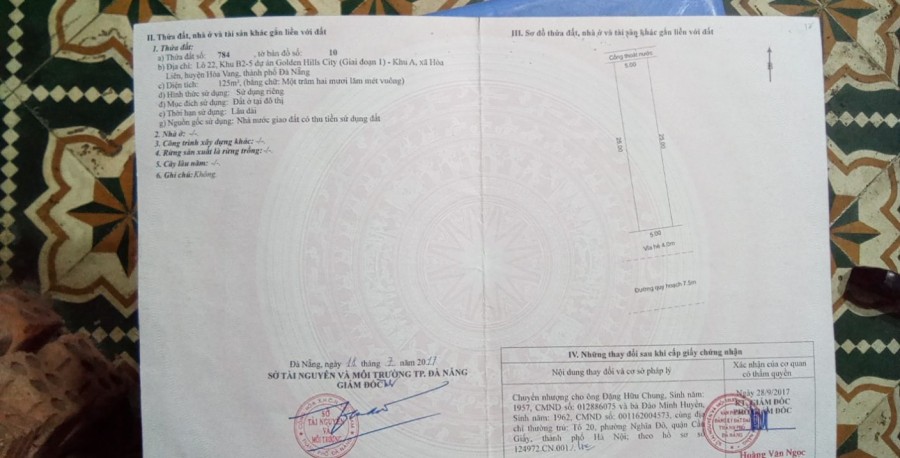 II. Thửa đất, nhà ở và tài sản khác gắn liền với đất
1. Thửa đất:
a) Thửa đất số: 784 , tờ bản đồ số: 10
b) Địa chỉ: Lô 22, Khu B2-5 dự án Golden Hills City (Giai đoạn 1) - Khu A, xã Hòa
Liên, huyện Hòa Vang, thành phố Đà Nẵng
c) Diện tích: 125m², (bằng chữ: Một trăm hai mươi lăm mét vuông)
d) Hình thức sử dụng: Sử dụng riêng
đ) Mục đích sử dụng: Đất ở tại đô thị
e) Thời hạn sử dụng: Lâu dài
g) Nguồn gốc sử dụng: Nhà nước giao đất có thu tiền sử dụng đất
2. Nhà ở: -/-
3. Công trình xây dựng khác: -/-
4. Rừng sản xuất là rừng trồng: -/-
5. Cây lâu năm: -/-
6. Ghi chú: Không
Đà Nẵng, ngày tháng 7 năm 2017
SỞ TÀI NGUYÊN VÀ MÔI TRƯỜNG TP. ĐÀ NẴNG
GIÁM ĐỐC
SỞ
TÀI NGUYÊN
VÀ
MÔI TRƯỜNG
III. Sơ đồ thửa đất, nhà ở và tài sản khác gắn liền với đất
Cống thoát nước
5.00
25.00
25.00
5.00
Vỉa hè 4.0m
Đường quy hoạch 7.5m
IV. Những thay đổi sau khi cấp giấy chứng nhận
Nội dung thay đổi và cơ sở pháp lý
Xác nhận của cơ quan
có thẩm quyền
Chuyển nhượng cho ông Đặng Hữu Chung, Sinh năm:
1957, CMND số: 012886075 và bà Đào Minh Huyền,
Sinh năm: 1962, CMND số: 001162004573, cùng địa
chỉ thường trú: Tổ 20, phường Nghĩa Đô, quận Cầu
Giấy, thành phố Hà Nội; theo hồ sơ số
124972.CN.001
Ngày 28/9/2017
KT. GIÁM ĐỐC
PHÓ GIÁM ĐỐC
Hoàng Văn Ngọc